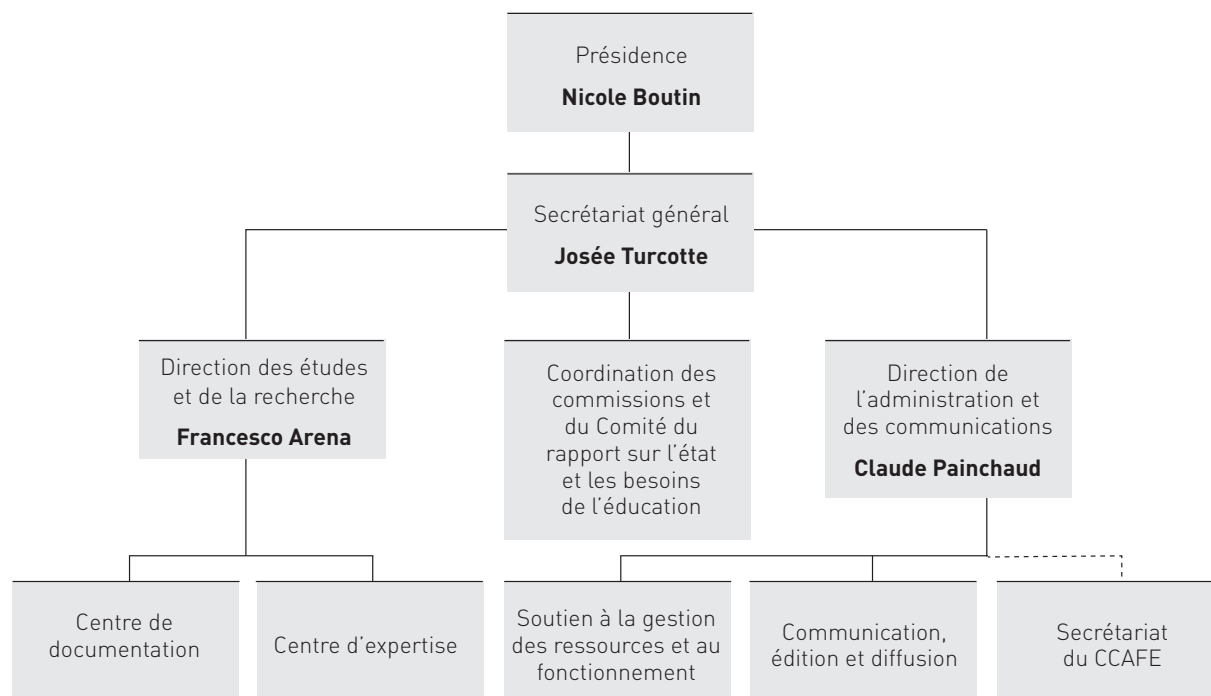 Présidence
Nicole Boutin
Secrétariat général
Josée Turcotte
Direction des études
et de la recherche
Francesco Arena
Coordination des
commissions et
du Comité du
rapport sur l’état
et les besoins
de l’éducation
Direction de
l’administration et
des communications
Claude Painchaud
Centre de
documentation
Centre d’expertise
Soutien à la gestion
des ressources et au
fonctionnement
Communication,
édition et diffusion
Secrétariat
du CCAFE